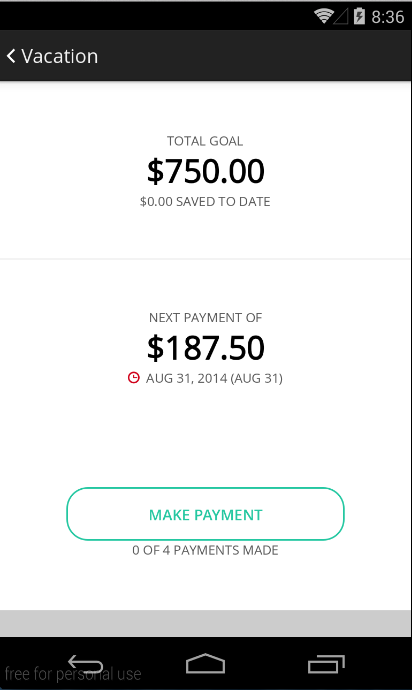 8:36
Vacation
TOTAL GOAL
$750.00
$0.00 SAVED TO DATE
NEXT PAYMENT OF
$187.50
AUG 31, 2014 (AUG 31)
MAKE PAYMENT
0 OF 4 PAYMENTS MADE
free for personal use